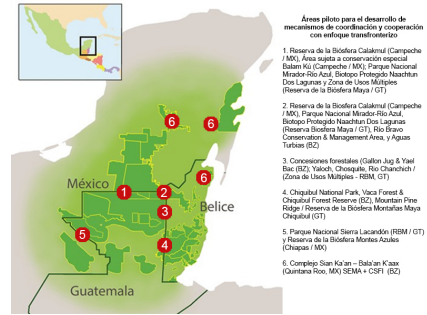 Áreas piloto para el desarrollo de
mecanismos de coordinación y cooperación
con enfoque transfronterizo
1. Reserva de la Biósfera Calakmul (Campeche
/ MX), Área sujeta a conservación especial
Balam Kú (Campeche / MX); Parque Nacional
Mirador-Río Azul, Biotopo Protegido Naachtun
Dos Lagunas y Zona de Usos Múltiples
(Reserva de la Biósfera Maya / GT)
2. Reserva de la Biósfera Calakmul (Campeche
/ MX), Parque Nacional Mirador-Río Azul,
Biotopo Protegido Naachtun Dos Lagunas
(Reserva Biosfera Maya / GT), Río Bravo
Conservation & Management Area, y Aguas
Turbias (BZ)
3. Concesiones forestales (Gallon Jug & Yael
Bac (BZ); Yaloch, Chosquite, Rio Chanchich /
(Zona de Usos Múltiples - RBM, GT)
4. Chiquibul National Park, Vaca Forest &
Chiquibul Forest Reserve (BZ), Mountain Pine
Ridge / Reserva de la Biósfera Montañas Maya
Chiquibul (GT)
5. Parque Nacional Sierra Lacandón (RBM / GT)
y Reserva de la Biósfera Montes Azules
(Chiapas / MX)
6. Complejo Sian Ka'an – Bala'an K'aax
(Quintana Roo, MX) SEMA + CSFI (BZ)
6
6
6
México
1
2
Belice
3
5
4
Guatemala